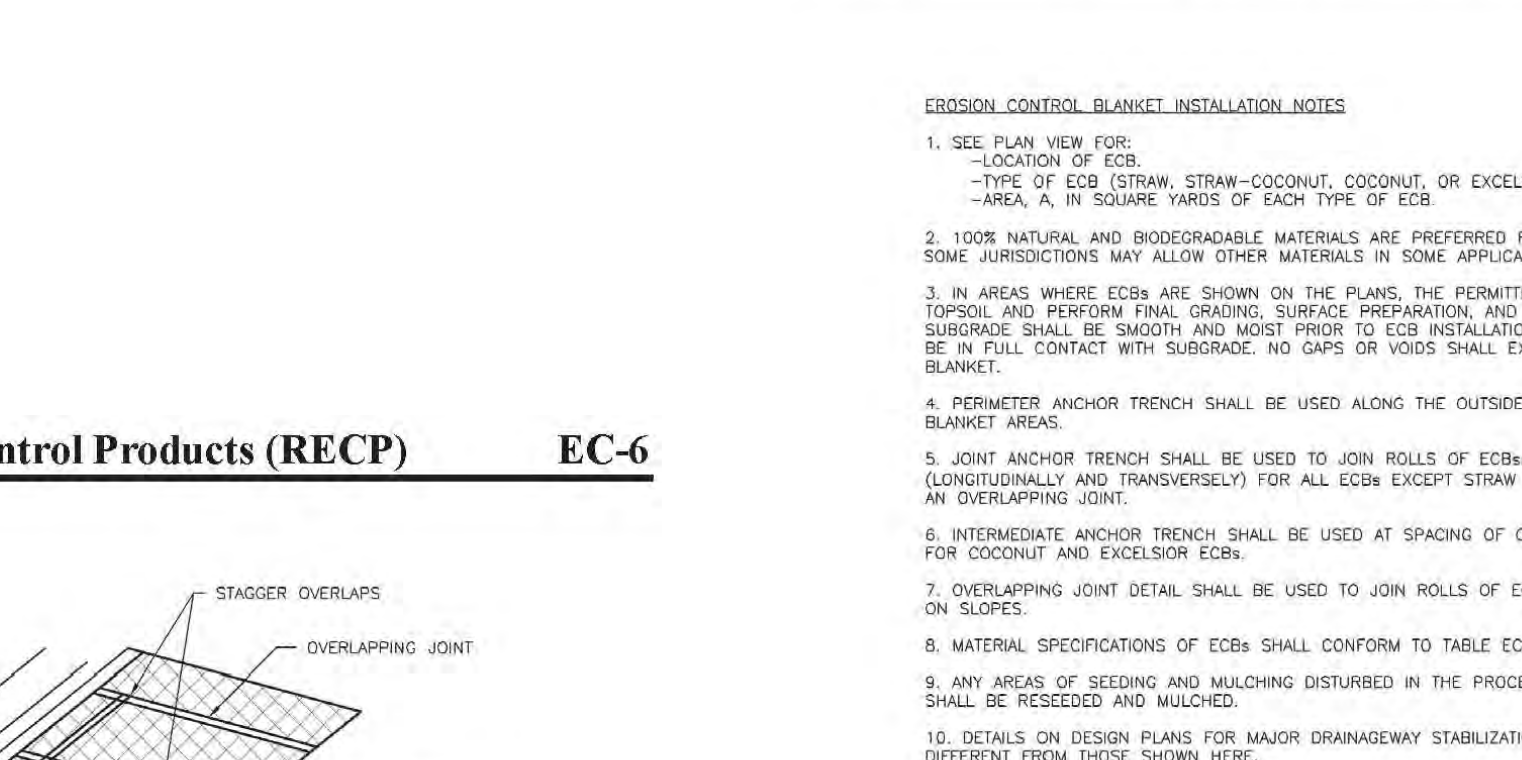 EROSION CONTROL BLANKET INSTALLATION NOTES
1. SEE PLAN VIEW FOR:
-LOCATION OF ECB.
-TYPE OF ECB (STRAW, STRAW-COCONUT, COCONUT, OR EXCEL
-AREA, A, IN SQUARE YARDS OF EACH TYPE OF ECB.
2. 100% NATURAL AND BIODEGRADABLE MATERIALS ARE PREFERRED
SOME JURISDICTIONS MAY ALLOW OTHER MATERIALS IN SOME APPLICA
3. IN AREAS WHERE ECBs ARE SHOWN ON THE PLANS, THE PERMITT
TOPSOIL AND PERFORM FINAL GRADING, SURFACE PREPARATION, AND
SUBGRADE SHALL BE SMOOTH AND MOIST PRIOR TO ECB INSTALLATIO
BE IN FULL CONTACT WITH SUBGRADE. NO GAPS OR VOIDS SHALL EX
BLANKET.
4. PERIMETER ANCHOR TRENCH SHALL BE USED ALONG THE OUTSIDE
BLANKET AREAS.
5. JOINT ANCHOR TRENCH SHALL BE USED TO JOIN ROLLS OF ECBs
(LONGITUDINALLY AND TRANSVERSELY) FOR ALL ECBs EXCEPT STRAW
AN OVERLAPPING JOINT.
6. INTERMEDIATE ANCHOR TRENCH SHALL BE USED AT SPACING OF
FOR COCONUT AND EXCELSIOR ECBs.
7. OVERLAPPING JOINT DETAIL SHALL BE USED TO JOIN ROLLS OF E
ON SLOPES.
8. MATERIAL SPECIFICATIONS OF ECBs SHALL CONFORM TO TABLE EC
9. ANY AREAS OF SEEDING AND MULCHING DISTURBED IN THE PROCE
SHALL BE RESEEDED AND MULCHED.
10. DETAILS ON DESIGN PLANS FOR MAJOR DRAINAGEWAY STABILIZATI
DIFFERENT FROM THOSE SHOWN HERE.
ntrol Products (RECP) EC-6
STAGGER OVERLAPS
OVERLAPPING JOINT